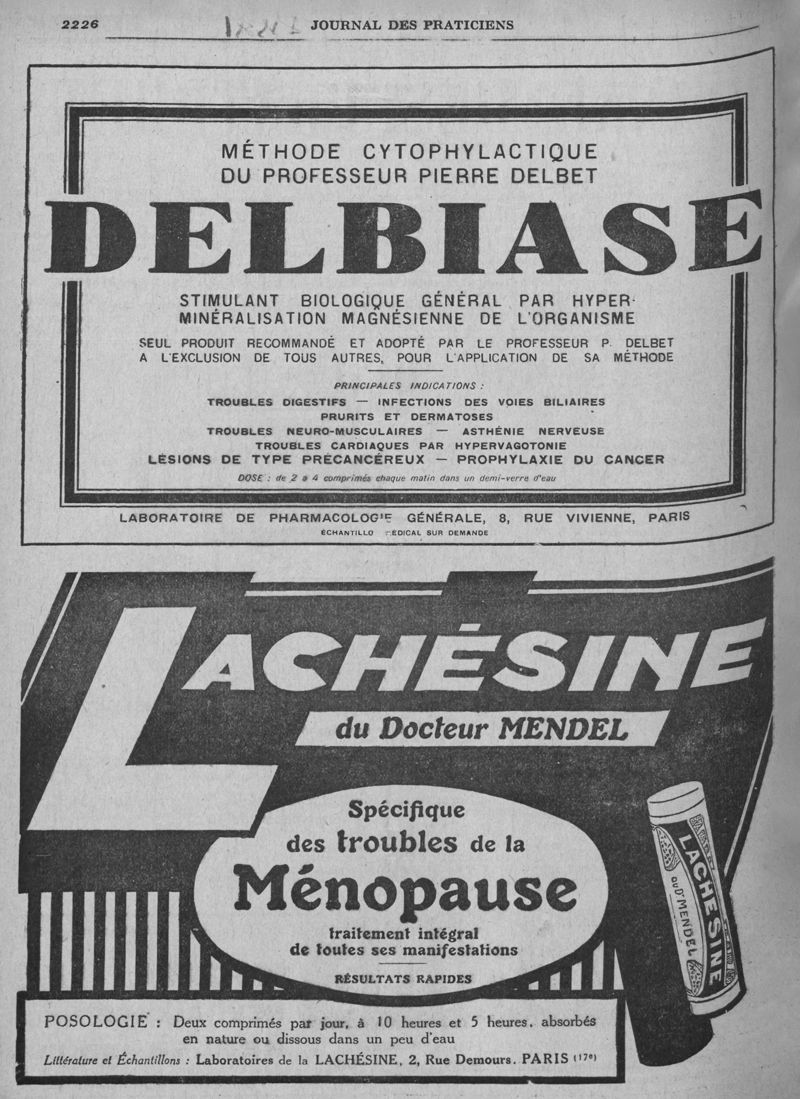 2226
JOURNAL DES PRATICIENS
MÉTHODE CYTOPHYLACTIQUE
DU PROFESSEUR PIERRE DELBET
DELBIASE
STIMULANT BIOLOGIQUE GÉNÉRAL PAR HYPER-
MINÉRALISATION MAGNÉSIENNE DE L'ORGANISME
SEUL PRODUIT RECOMMANDÉ ET ADOPTÉ PAR LE PROFESSEUR P. DELBET
A L'EXCLUSION DE TOUS AUTRES, POUR L'APPLICATION DE SA MÉTHODE
PRINCIPALES INDICATIONS :
TROUBLES DIGESTIFS — INFECTIONS DES VOIES BILIAIRES
PRURITS ET DERMATOSES
TROUBLES NEURO-MUSCULAIRES — ASTHÉNIE NERVEUSE
TROUBLES CARDIAQUES PAR HYPERVAGOTONIE
LÉSIONS DE TYPE PRÉCANCÉREUX — PROPHYLAXIE DU CANCER
DOSE : de 2 à 4 comprimés chaque matin dans un demi-verre d'eau
LABORATOIRE DE PHARMACOLOGIE GÉNÉRALE, 8, RUE VIVIENNE, PARIS
ÉCHANTILLO MÉDICAL SUR DEMANDE
LACHÉSINE
du Docteur MENDEL
Spécifique
des troubles de la
Ménopause
traitement intégral
de toutes ses manifestations
RÉSULTATS RAPIDES
LACHÉSINE
DU Dr MENDEL
POSOLOGIE : Deux comprimés par jour, à 10 heures et 5 heures, absorbés
en nature ou dissous dans un peu d'eau
Littérature et Échantillons : Laboratoires de la LACHÉSINE, 2, Rue Demours. PARIS (17e)